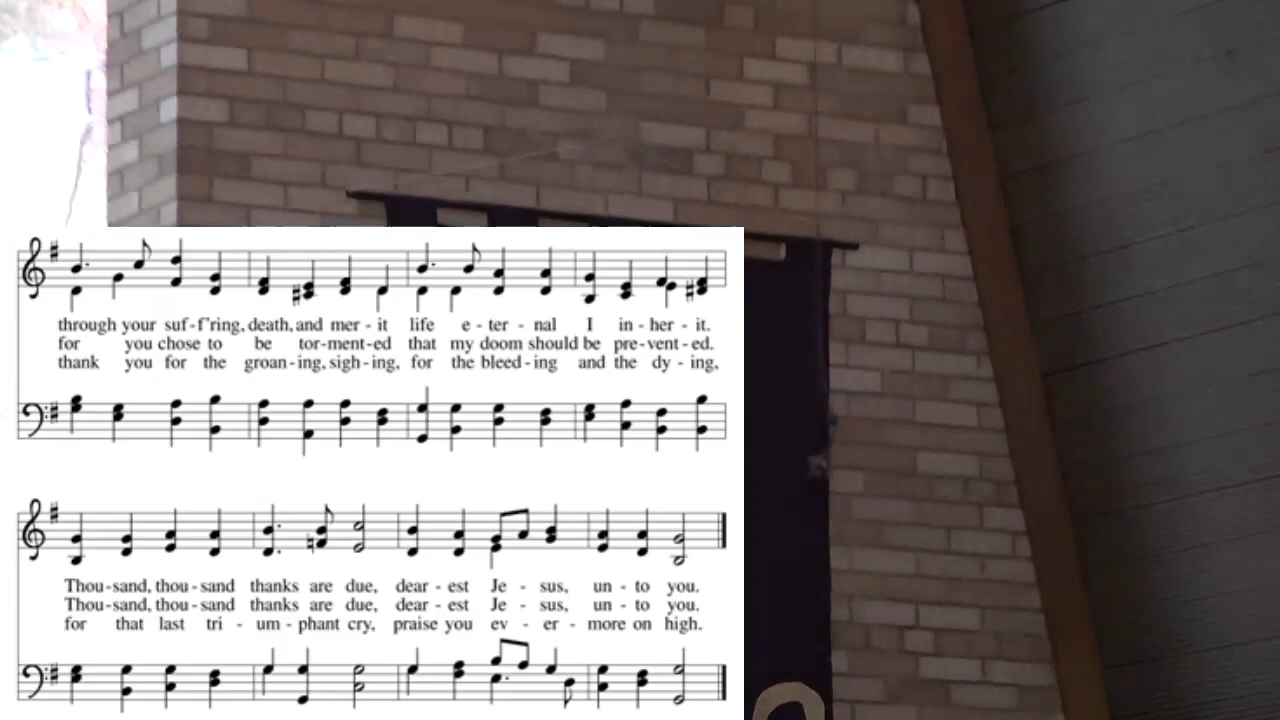 through your suf-f'ring, death, and mer - it life e - ter - nal I in - her - it.
for you chose to be tor-ment-ed that my doom should be pre-vent-ed.
thank you for the groan-ing, sigh-ing, for the bleed-ing and the dy - ing,
Thou-sand, thou-sand thanks are due, dear - est Je - sus, un - to you.
Thou-sand, thou-sand thanks are due, dear - est Je - sus, un - to you.
for that last tri - um - phant cry, praise you ev - er - more on high.